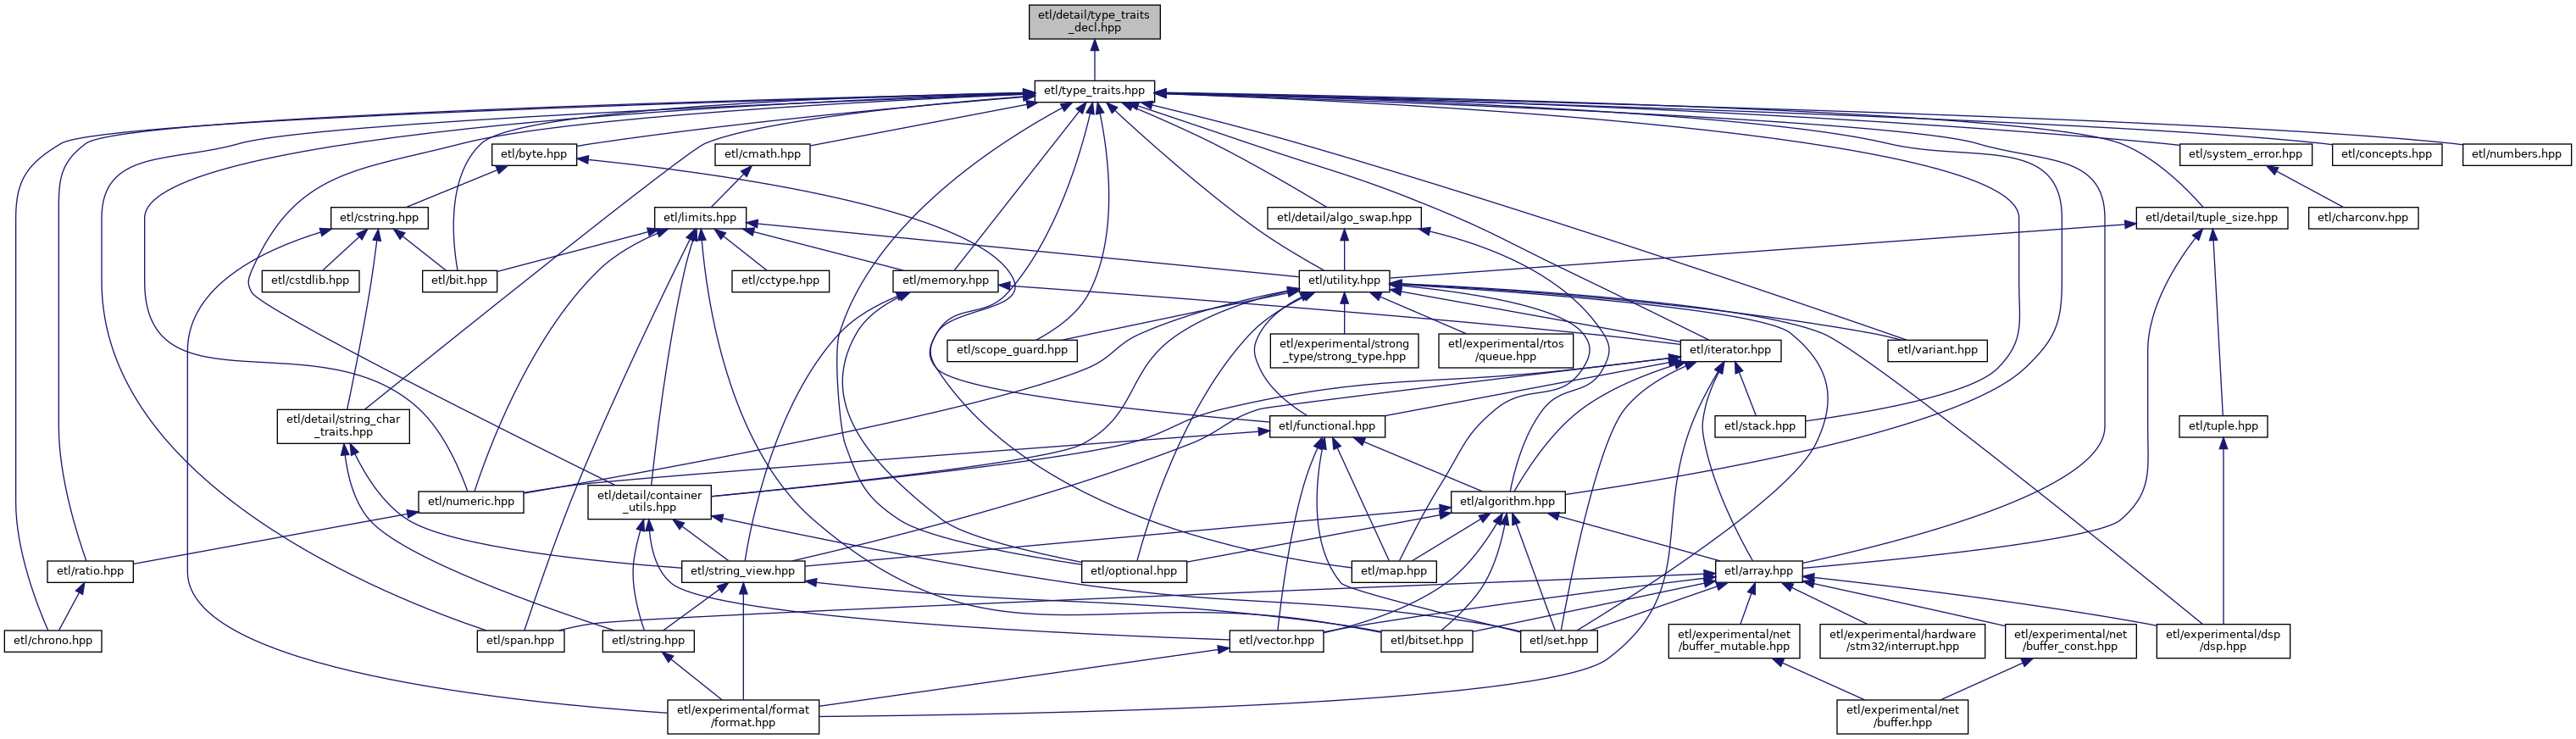 etl/detail/type_traits
_decl.hpp
etl/type_traits.hpp
etl/byte.hpp
etl/cmath.hpp
etl/system_error.hpp
etl/concepts.hpp
etl/numbers.hpp
etl/cstring.hpp
etl/limits.hpp
etl/detail/algo_swap.hpp
etl/detail/tuple_size.hpp
etl/charconv.hpp
etl/cstdlib.hpp
etl/bit.hpp
etl/cctype.hpp
etl/memory.hpp
etl/utility.hpp
etl/scope_guard.hpp
etl/experimental/strong
_type/strong_type.hpp
etl/experimental/rtos
/queue.hpp
etl/iterator.hpp
etl/variant.hpp
etl/detail/string_char
_traits.hpp
etl/functional.hpp
etl/stack.hpp
etl/tuple.hpp
etl/numeric.hpp
etl/detail/container
_utils.hpp
etl/algorithm.hpp
etl/ratio.hpp
etl/string_view.hpp
etl/optional.hpp
etl/map.hpp
etl/array.hpp
etl/chrono.hpp
etl/span.hpp
etl/string.hpp
etl/vector.hpp
etl/bitset.hpp
etl/set.hpp
etl/experimental/net
/buffer_mutable.hpp
etl/experimental/hardware
/stm32/interrupt.hpp
etl/experimental/net
/buffer_const.hpp
etl/experimental/dsp
/dsp.hpp
etl/experimental/format
/format.hpp
etl/experimental/net
/buffer.hpp